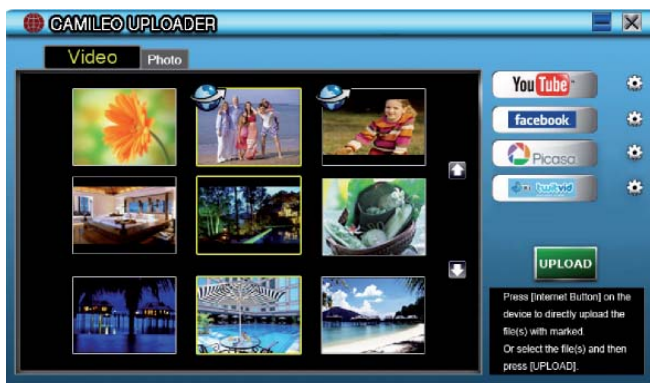 CAMILEO UPLOADER
Video
Photo
YouTube
facebook
Picasa
twitvid
UPLOAD
Press [Internet Button] on the
device to directly upload the
file(s) with marked.
Or select the file(s) and then
press [UPLOAD].